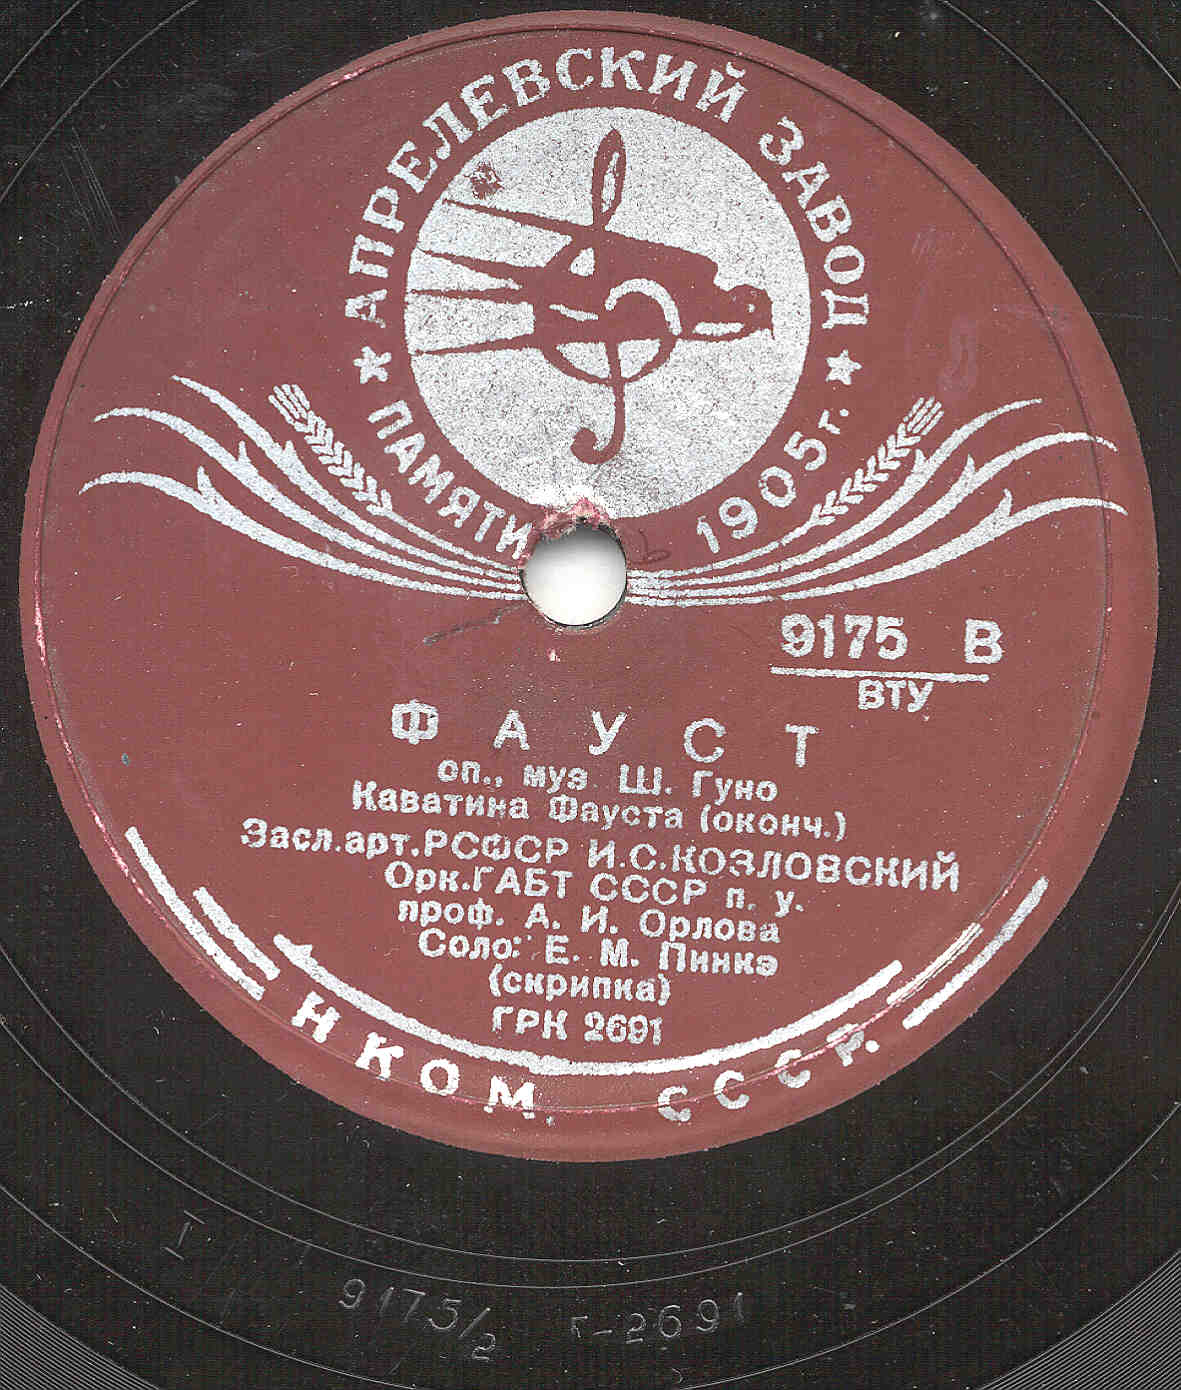 ★ АПРЕЛЕВСКИЙ ЗАВОД ★
ПАМЯТИ 1905 г.
9175 В
ВТУ
ФАУСТ
оп., муз. Ш. Гуно
Каватина Фауста (оконч.)
Засл.арт.РСФСР И.С.КОЗЛОВСКИЙ
Орк.ГАБТ СССР п. у.
проф. А. И. Орлова
Соло: Е. М. Пинкэ
(скрипка)
ГРК 2691
НКОМ. СССР.
I 9175/2 Г-2691